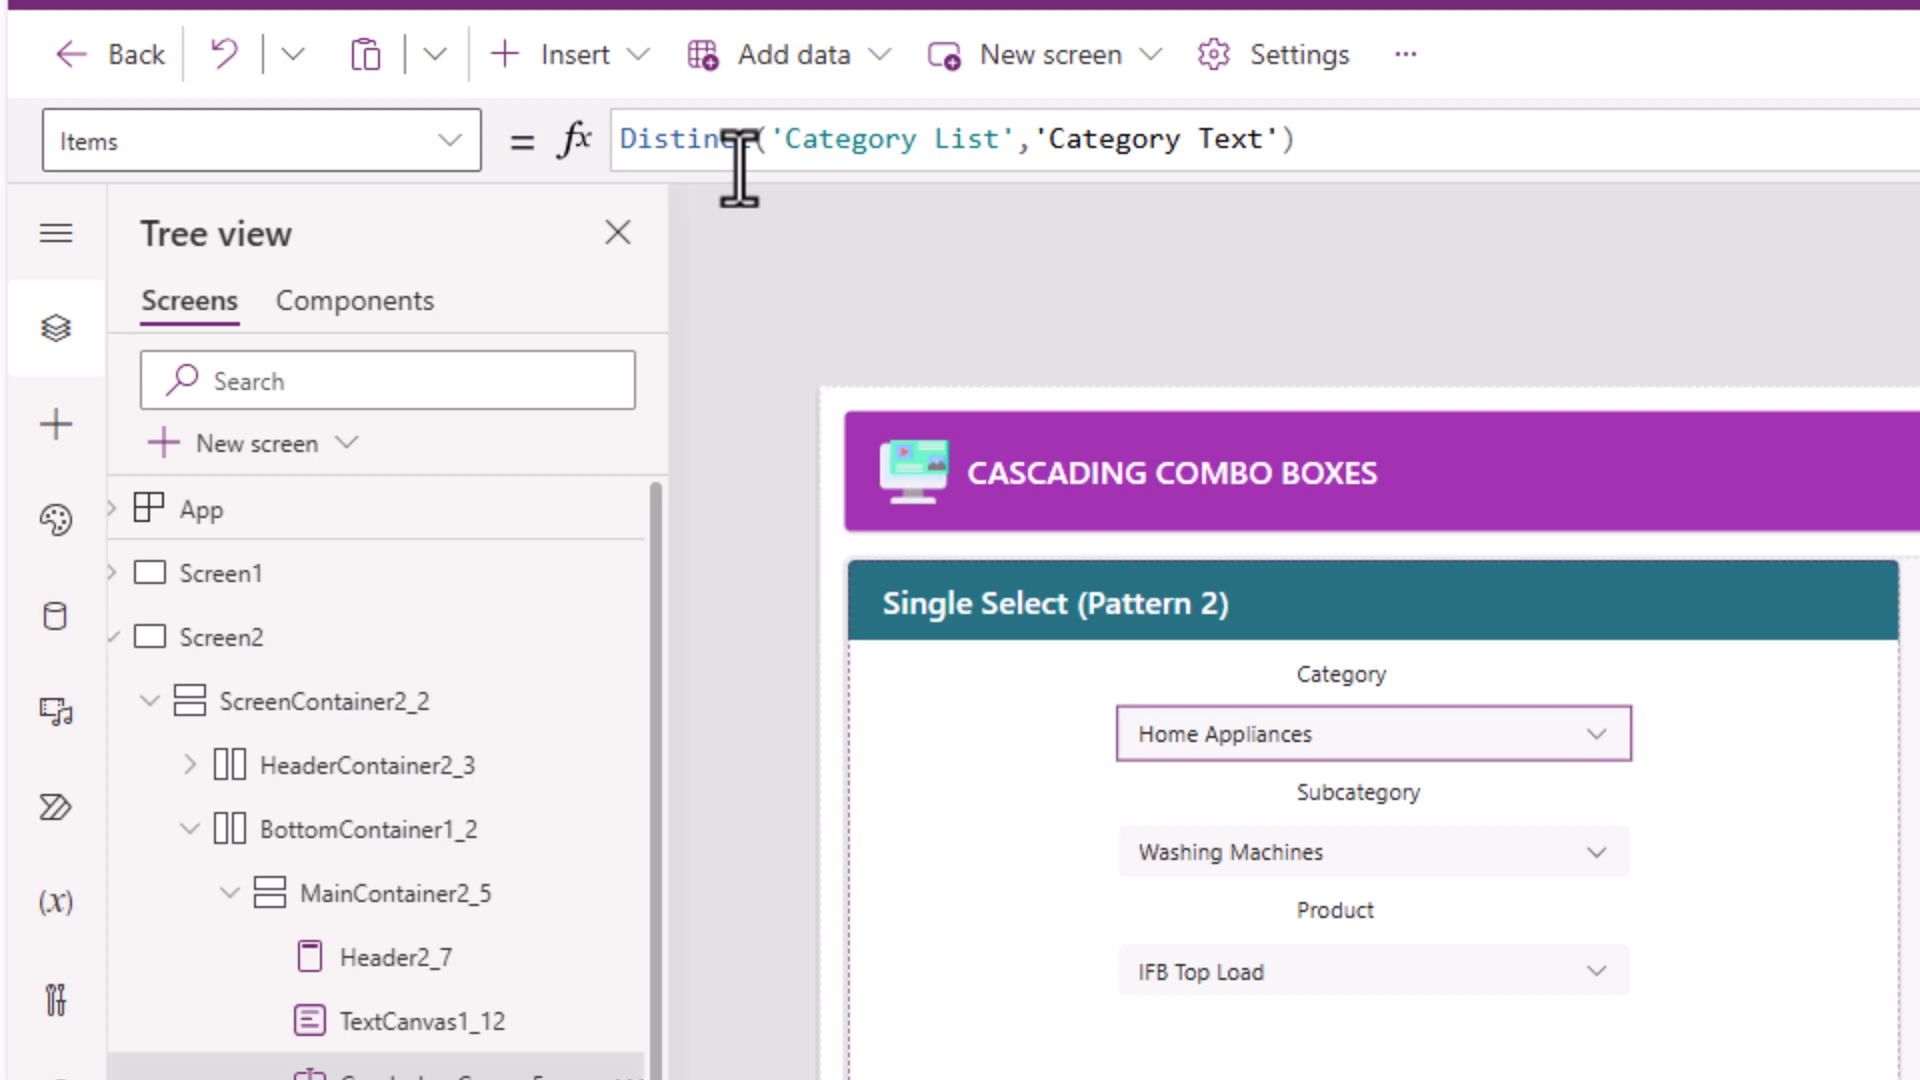 Back
Insert
Add data
New screen
Settings
Items
= fx
('Category List','Category Text')
Tree view
Screens
Components
Search
New screen
App
Screen1
Screen2
ScreenContainer2_2
HeaderContainer2_3
BottomContainer1_2
MainContainer2_5
Header2_7
TextCanvas1_12
(x)
CASCADING COMBO BOXES
Single Select (Pattern 2)
Category
Home Appliances
Subcategory
Washing Machines
Product
IFB Top Load